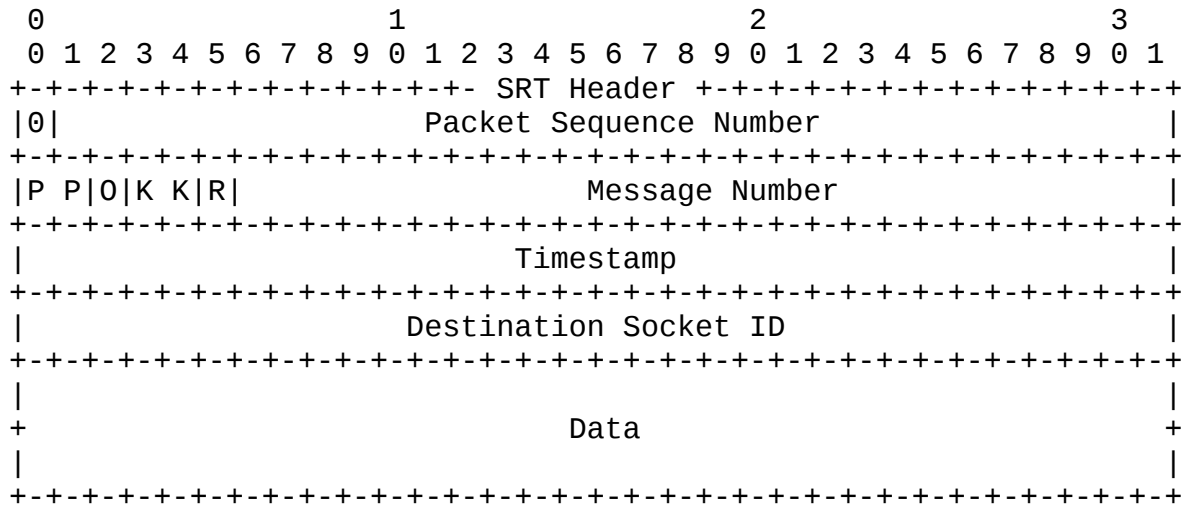 0                   1                   2                   3
 0 1 2 3 4 5 6 7 8 9 0 1 2 3 4 5 6 7 8 9 0 1 2 3 4 5 6 7 8 9 0 1
+-+-+-+-+-+-+-+-+-+-+-+-+- SRT Header +-+-+-+-+-+-+-+-+-+-+-+-+-+
|0|                    Packet Sequence Number                   |
+-+-+-+-+-+-+-+-+-+-+-+-+-+-+-+-+-+-+-+-+-+-+-+-+-+-+-+-+-+-+-+-+
|P P|O|K K|R|                   Message Number                  |
+-+-+-+-+-+-+-+-+-+-+-+-+-+-+-+-+-+-+-+-+-+-+-+-+-+-+-+-+-+-+-+-+
|                           Timestamp                           |
+-+-+-+-+-+-+-+-+-+-+-+-+-+-+-+-+-+-+-+-+-+-+-+-+-+-+-+-+-+-+-+-+
|                     Destination Socket ID                     |
+-+-+-+-+-+-+-+-+-+-+-+-+-+-+-+-+-+-+-+-+-+-+-+-+-+-+-+-+-+-+-+-+
|                                                               |
+                              Data                             +
|                                                               |
+-+-+-+-+-+-+-+-+-+-+-+-+-+-+-+-+-+-+-+-+-+-+-+-+-+-+-+-+-+-+-+-+